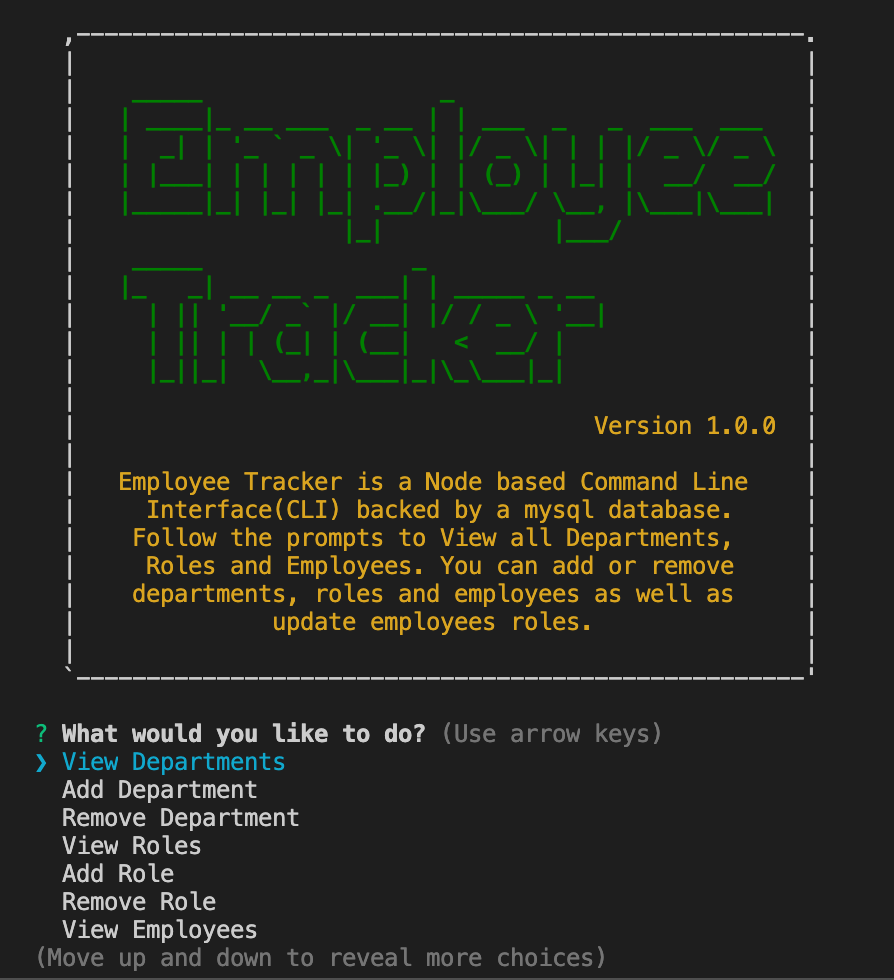 Employee
Tracker
Version 1.0.0
Employee Tracker is a Node based Command Line
Interface(CLI) backed by a mysql database.
Follow the prompts to View all Departments,
Roles and Employees. You can add or remove
departments, roles and employees as well as
update employees roles.
? What would you like to do? (Use arrow keys)
❯ View Departments
Add Department
Remove Department
View Roles
Add Role
Remove Role
View Employees
(Move up and down to reveal more choices)